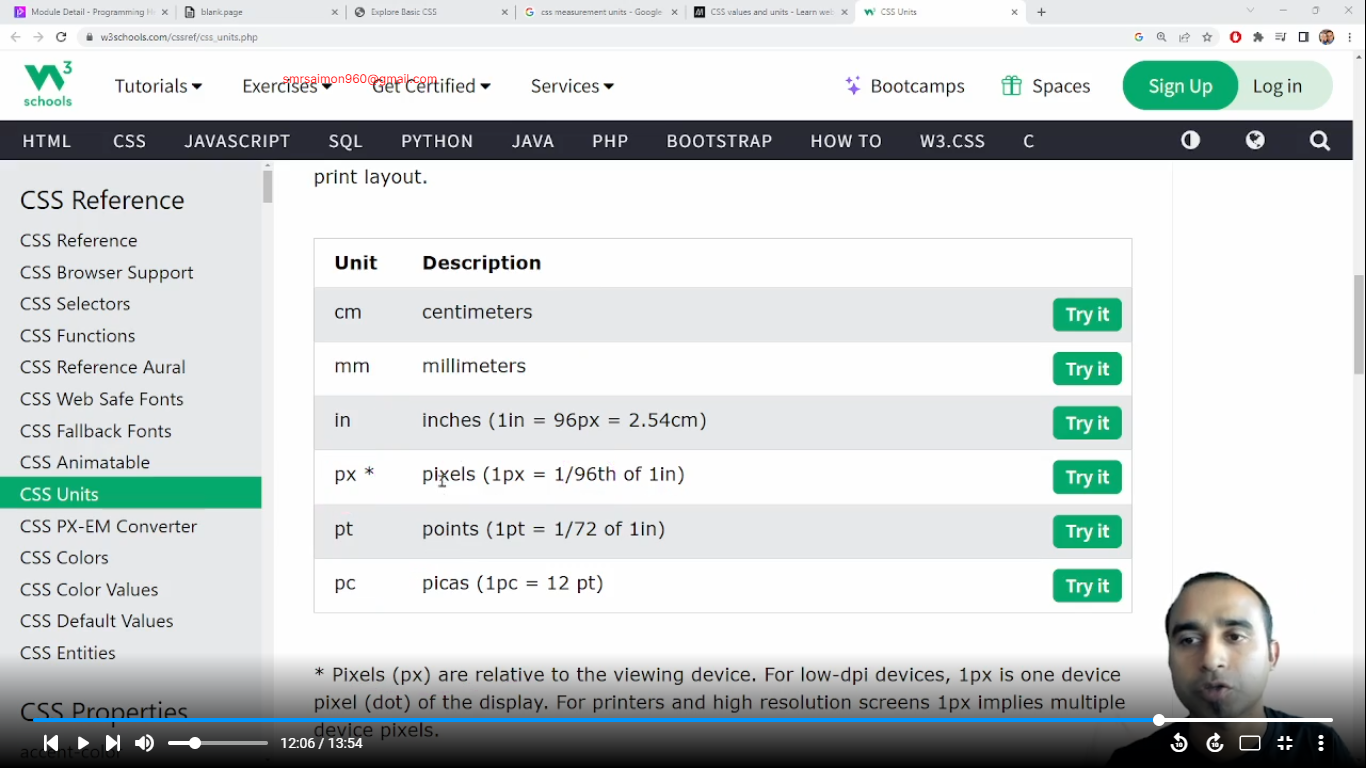 Module Detail - Programming H
blank.page
Explore Basic CSS
css measurement units - Google
CSS values and units - Learn web
CSS Units
w3schools.com/cssref/css_units.php
W3 schools
Tutorials
Exercises
Get Certified
Services
Bootcamps
Spaces
Sign Up
Log in
smrsaimon960@gmail.com
HTML CSS JAVASCRIPT SQL PYTHON JAVA PHP BOOTSTRAP HOW TO W3.CSS C
CSS Reference
CSS Reference
CSS Browser Support
CSS Selectors
CSS Functions
CSS Reference Aural
CSS Web Safe Fonts
CSS Fallback Fonts
CSS Animatable
CSS Units
CSS PX-EM Converter
CSS Colors
CSS Color Values
CSS Default Values
CSS Entities
CSS Properties
accent-color
print layout.
Unit Description
cm centimeters Try it
mm millimeters Try it
in inches (1in = 96px = 2.54cm) Try it
px * pixels (1px = 1/96th of 1in) Try it
pt points (1pt = 1/72 of 1in) Try it
pc picas (1pc = 12 pt) Try it
* Pixels (px) are relative to the viewing device. For low-dpi devices, 1px is one device
pixel (dot) of the display. For printers and high resolution screens 1px implies multiple
device pixels.
12:06 / 13:54
10
10